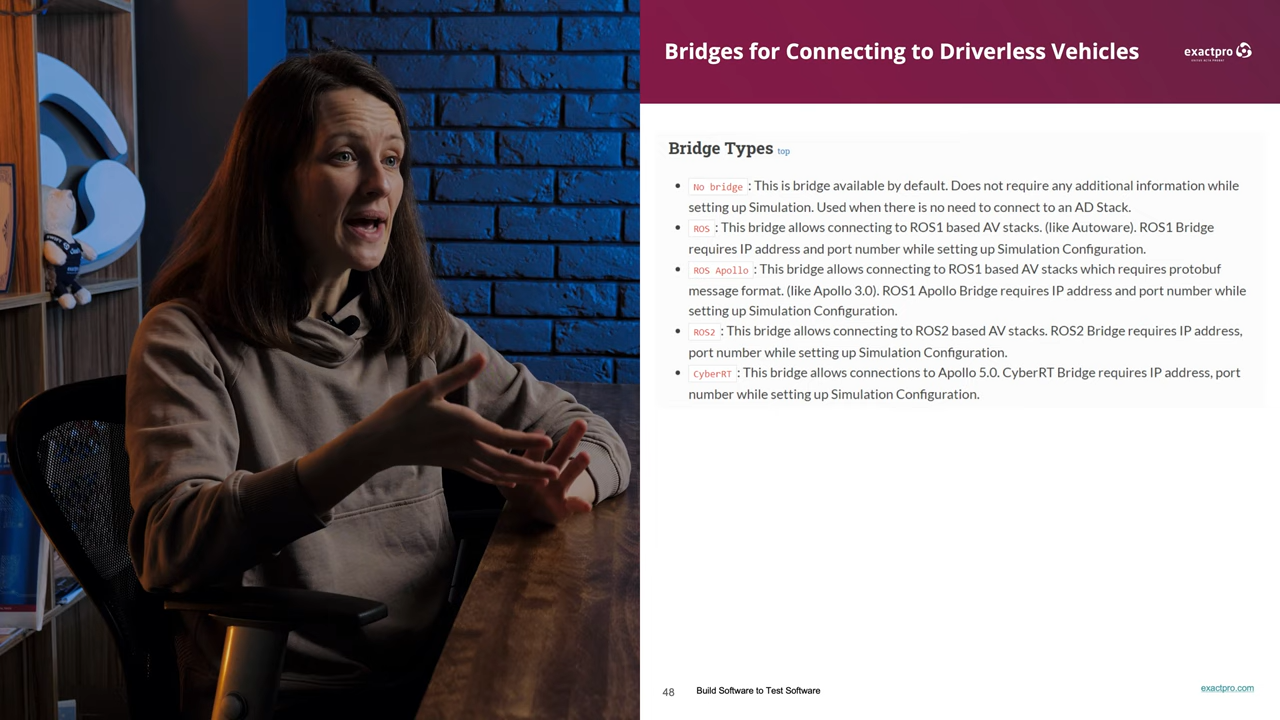 Bridges for Connecting to Driverless Vehicles
exactpro
Bridge Types top
No bridge : This is bridge available by default. Does not require any additional information while
setting up Simulation. Used when there is no need to connect to an AD Stack.
ROS : This bridge allows connecting to ROS1 based AV stacks. (like Autoware). ROS1 Bridge
requires IP address and port number while setting up Simulation Configuration.
ROS Apollo : This bridge allows connecting to ROS1 based AV stacks which requires protobuf
message format. (like Apollo 3.0). ROS1 Apollo Bridge requires IP address and port number while
setting up Simulation Configuration.
ROS2 : This bridge allows connecting to ROS2 based AV stacks. ROS2 Bridge requires IP address,
port number while setting up Simulation Configuration.
CyberRT : This bridge allows connections to Apollo 5.0. CyberRT Bridge requires IP address, port
number while setting up Simulation Configuration.
48 Build Software to Test Software
exactpro.com